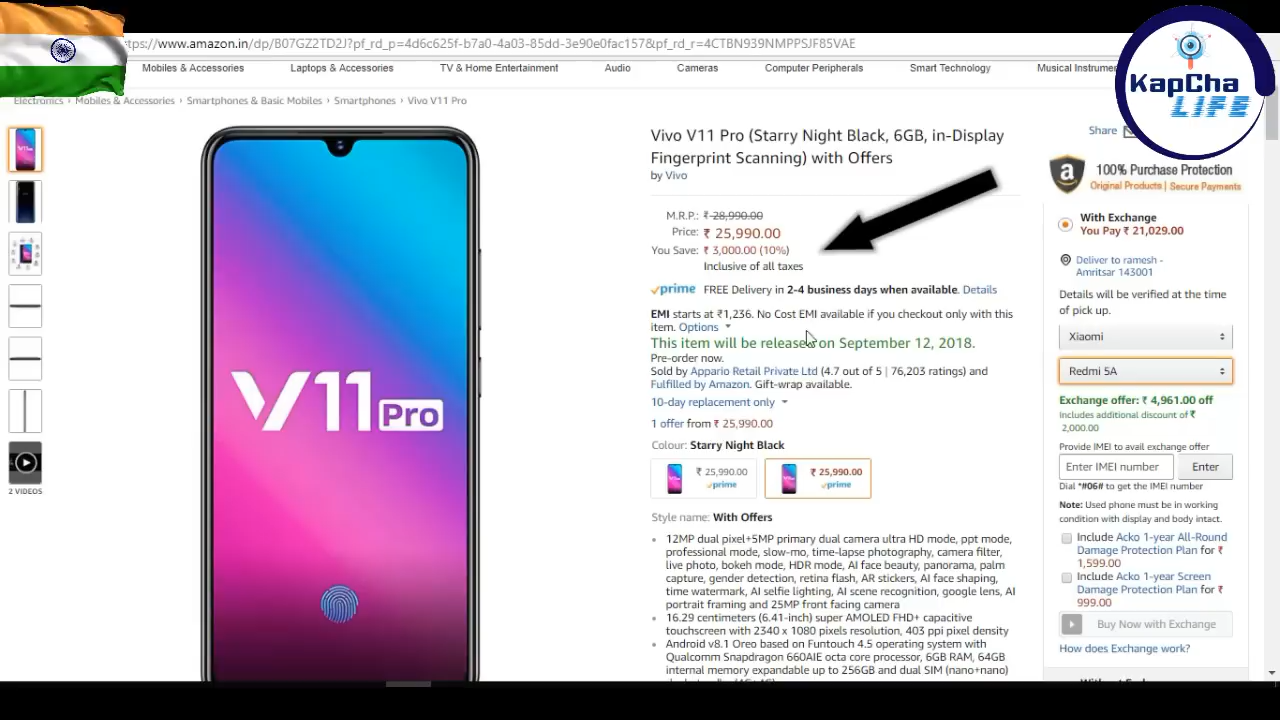 https://www.amazon.in/dp/B07GZ2TD2J?pf_rd_p=4d6c625f-b7a0-4a03-85dd-3e90e0fac157&pf_rd_r=4CTBN939NMPPSJF85VAE
KapCha
LIFE
Mobiles & Accessories Laptops & Accessories TV & Home Entertainment Audio Cameras Computer Peripherals Smart Technology Musical Instrume
Electronics › Mobiles & Accessories › Smartphones & Basic Mobiles › Smartphones › Vivo V11 Pro
V11 Pro
2 VIDEOS
Vivo V11 Pro (Starry Night Black, 6GB, in-Display
Fingerprint Scanning) with Offers
by Vivo
M.R.P.: ₹ 28,990.00
Price: ₹ 25,990.00
You Save: ₹ 3,000.00 (10%)
Inclusive of all taxes
prime FREE Delivery in 2-4 business days when available. Details
EMI starts at ₹1,236. No Cost EMI available if you checkout only with this
item. Options
This item will be released on September 12, 2018.
Pre-order now.
Sold by Appario Retail Private Ltd (4.7 out of 5 | 76,203 ratings) and
Fulfilled by Amazon. Gift-wrap available.
10-day replacement only
1 offer from ₹ 25,990.00
Colour: Starry Night Black
₹ 25,990.00 ₹ 25,990.00
prime prime
Style name: With Offers
12MP dual pixel+5MP primary dual camera ultra HD mode, ppt mode,
professional mode, slow-mo, time-lapse photography, camera filter,
live photo, bokeh mode, HDR mode, AI face beauty, panorama, palm
capture, gender detection, retina flash, AR stickers, AI face shaping,
time watermark, AI selfie lighting, AI scene recognition, google lens, AI
portrait framing and 25MP front facing camera
16.29 centimeters (6.41-inch) super AMOLED FHD+ capacitive
touchscreen with 2340 x 1080 pixels resolution, 403 ppi pixel density
Android v8.1 Oreo based on Funtouch 4.5 operating system with
Qualcomm Snapdragon 660AIE octa core processor, 6GB RAM, 64GB
internal memory expandable up to 256GB and dual SIM (nano+nano)
Share
a 100% Purchase Protection
Original Products | Secure Payments
With Exchange
You Pay ₹ 21,029.00
Deliver to ramesh -
Amritsar 143001
Details will be verified at the time
of pick up.
Xiaomi
Redmi 5A
Exchange offer: ₹ 4,961.00 off
Includes additional discount of ₹
2,000.00
Provide IMEI to avail exchange offer
Enter IMEI number Enter
Dial *#06# to get the IMEI number
Note: Used phone must be in working
condition with display and body intact.
Include Acko 1-year All-Round
Damage Protection Plan for ₹
1,599.00
Include Acko 1-year Screen
Damage Protection Plan for ₹
999.00
Buy Now with Exchange
How does Exchange work?